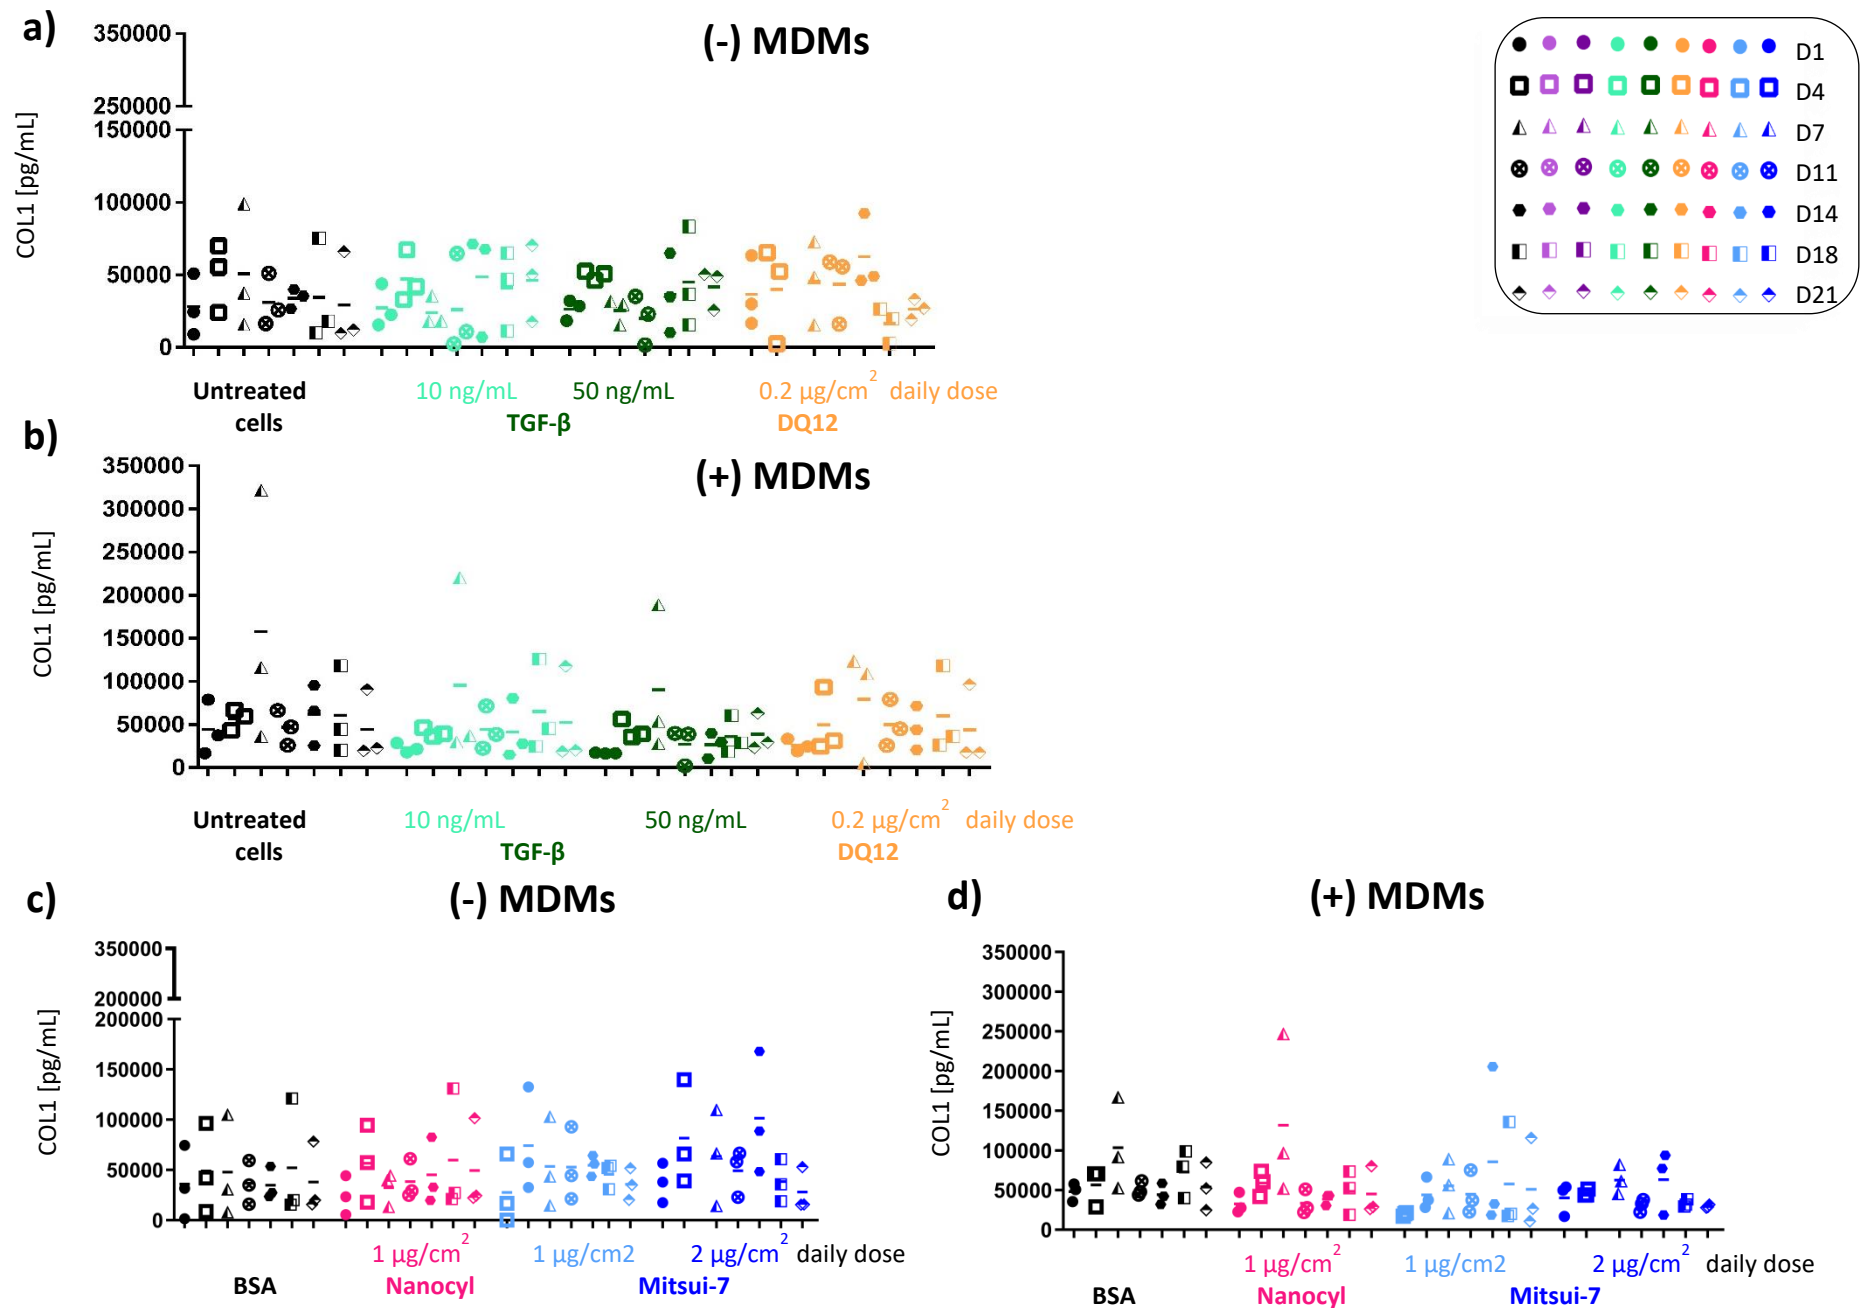 a)
(-) MDMs
COL1 [pg/mL]
350000
250000
150000
100000
50000
0
Untreated cells
10 ng/mL
50 ng/mL
TGF-β
0.2 µg/cm2 daily dose
DQ12
D1
D4
D7
D11
D14
D18
D21
b)
(+) MDMs
COL1 [pg/mL]
350000
300000
250000
200000
150000
100000
50000
0
Untreated cells
10 ng/mL
50 ng/mL
TGF-β
0.2 µg/cm2 daily dose
DQ12
c)
(-) MDMs
COL1 [pg/mL]
350000
200000
200000
150000
100000
50000
0
1 µg/cm2
1 µg/cm2
2 µg/cm2 daily dose
BSA
Nanocyl
Mitsui-7
d)
(+) MDMs
COL1 [pg/mL]
350000
300000
250000
200000
150000
100000
50000
0
1 µg/cm2
1 µg/cm2
2 µg/cm2 daily dose
BSA
Nanocyl
Mitsui-7